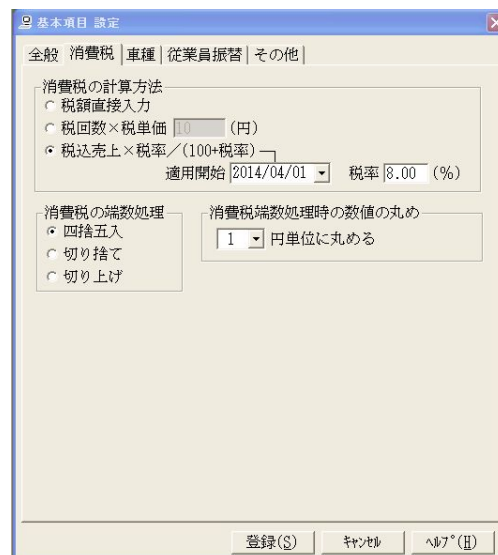 基本項目 設定
全般 消費税 車種 従業員振替 その他
消費税の計算方法
税額直接入力
税回数×税単価 10 (円)
税込売上×税率／(100+税率)
適用開始 2014/04/01 税率 8.00 (%)
消費税の端数処理
四捨五入
切り捨て
切り上げ
消費税端数処理時の数値の丸め
1 円単位に丸める
登録(S) ｷｬﾝｾﾙ ﾍﾙﾌﾟ(H)